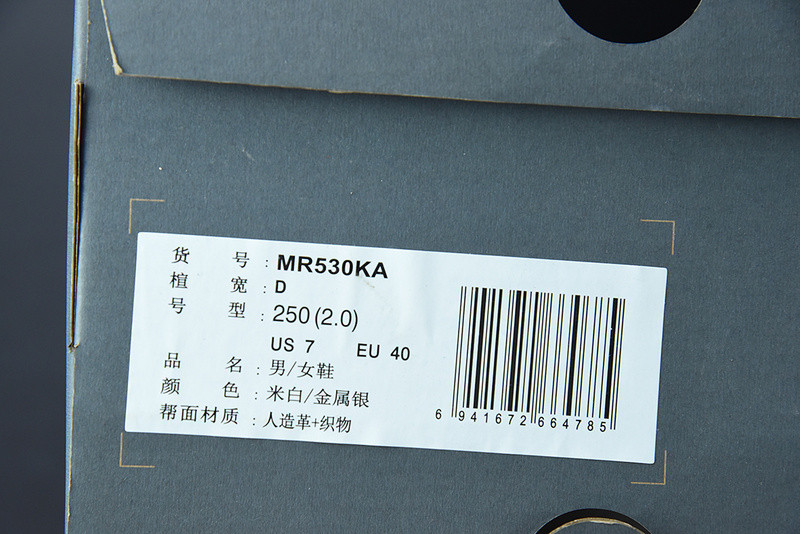 货 号 : MR530KA
楦 宽 : D
号 型 : 250(2.0)
US 7 EU 40
品 名 : 男/女鞋
颜 色 : 米白/金属银
帮面材质 : 人造革+织物
6 941672 664785